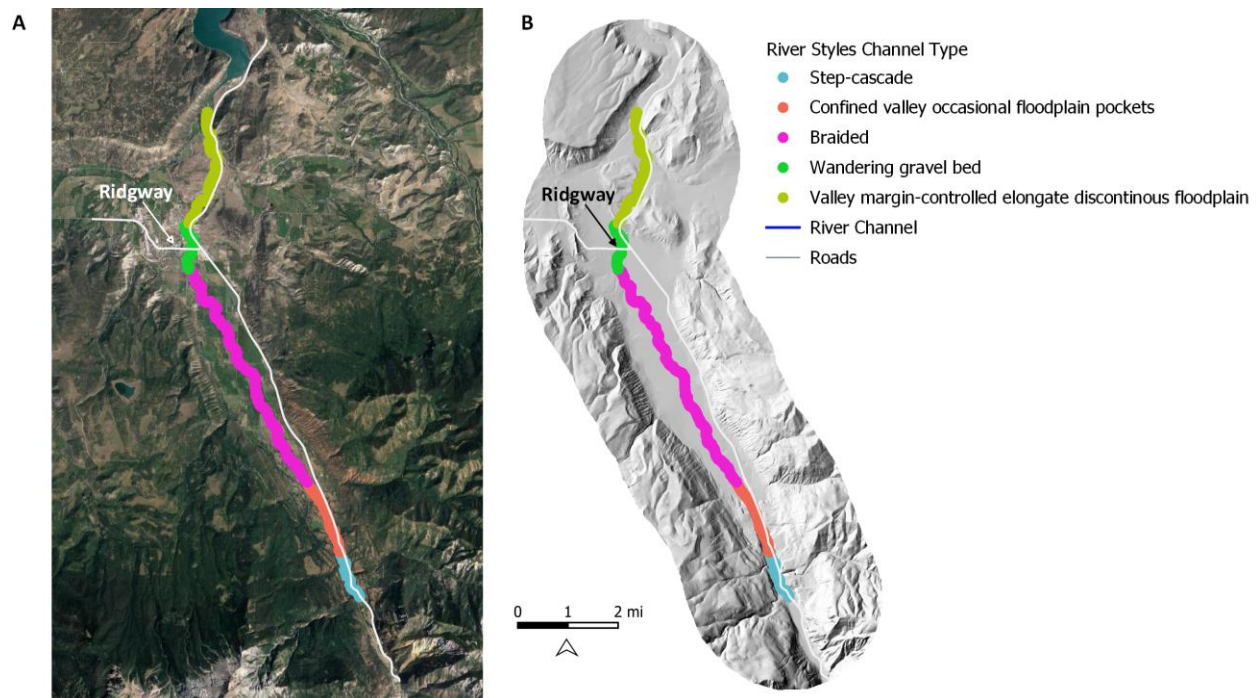 A
B
Ridgway
Ridgway
River Styles Channel Type
Step-cascade
Confined valley occasional floodplain pockets
Braided
Wandering gravel bed
Valley margin-controlled elongate discontinous floodplain
River Channel
Roads
0 1 2 mi